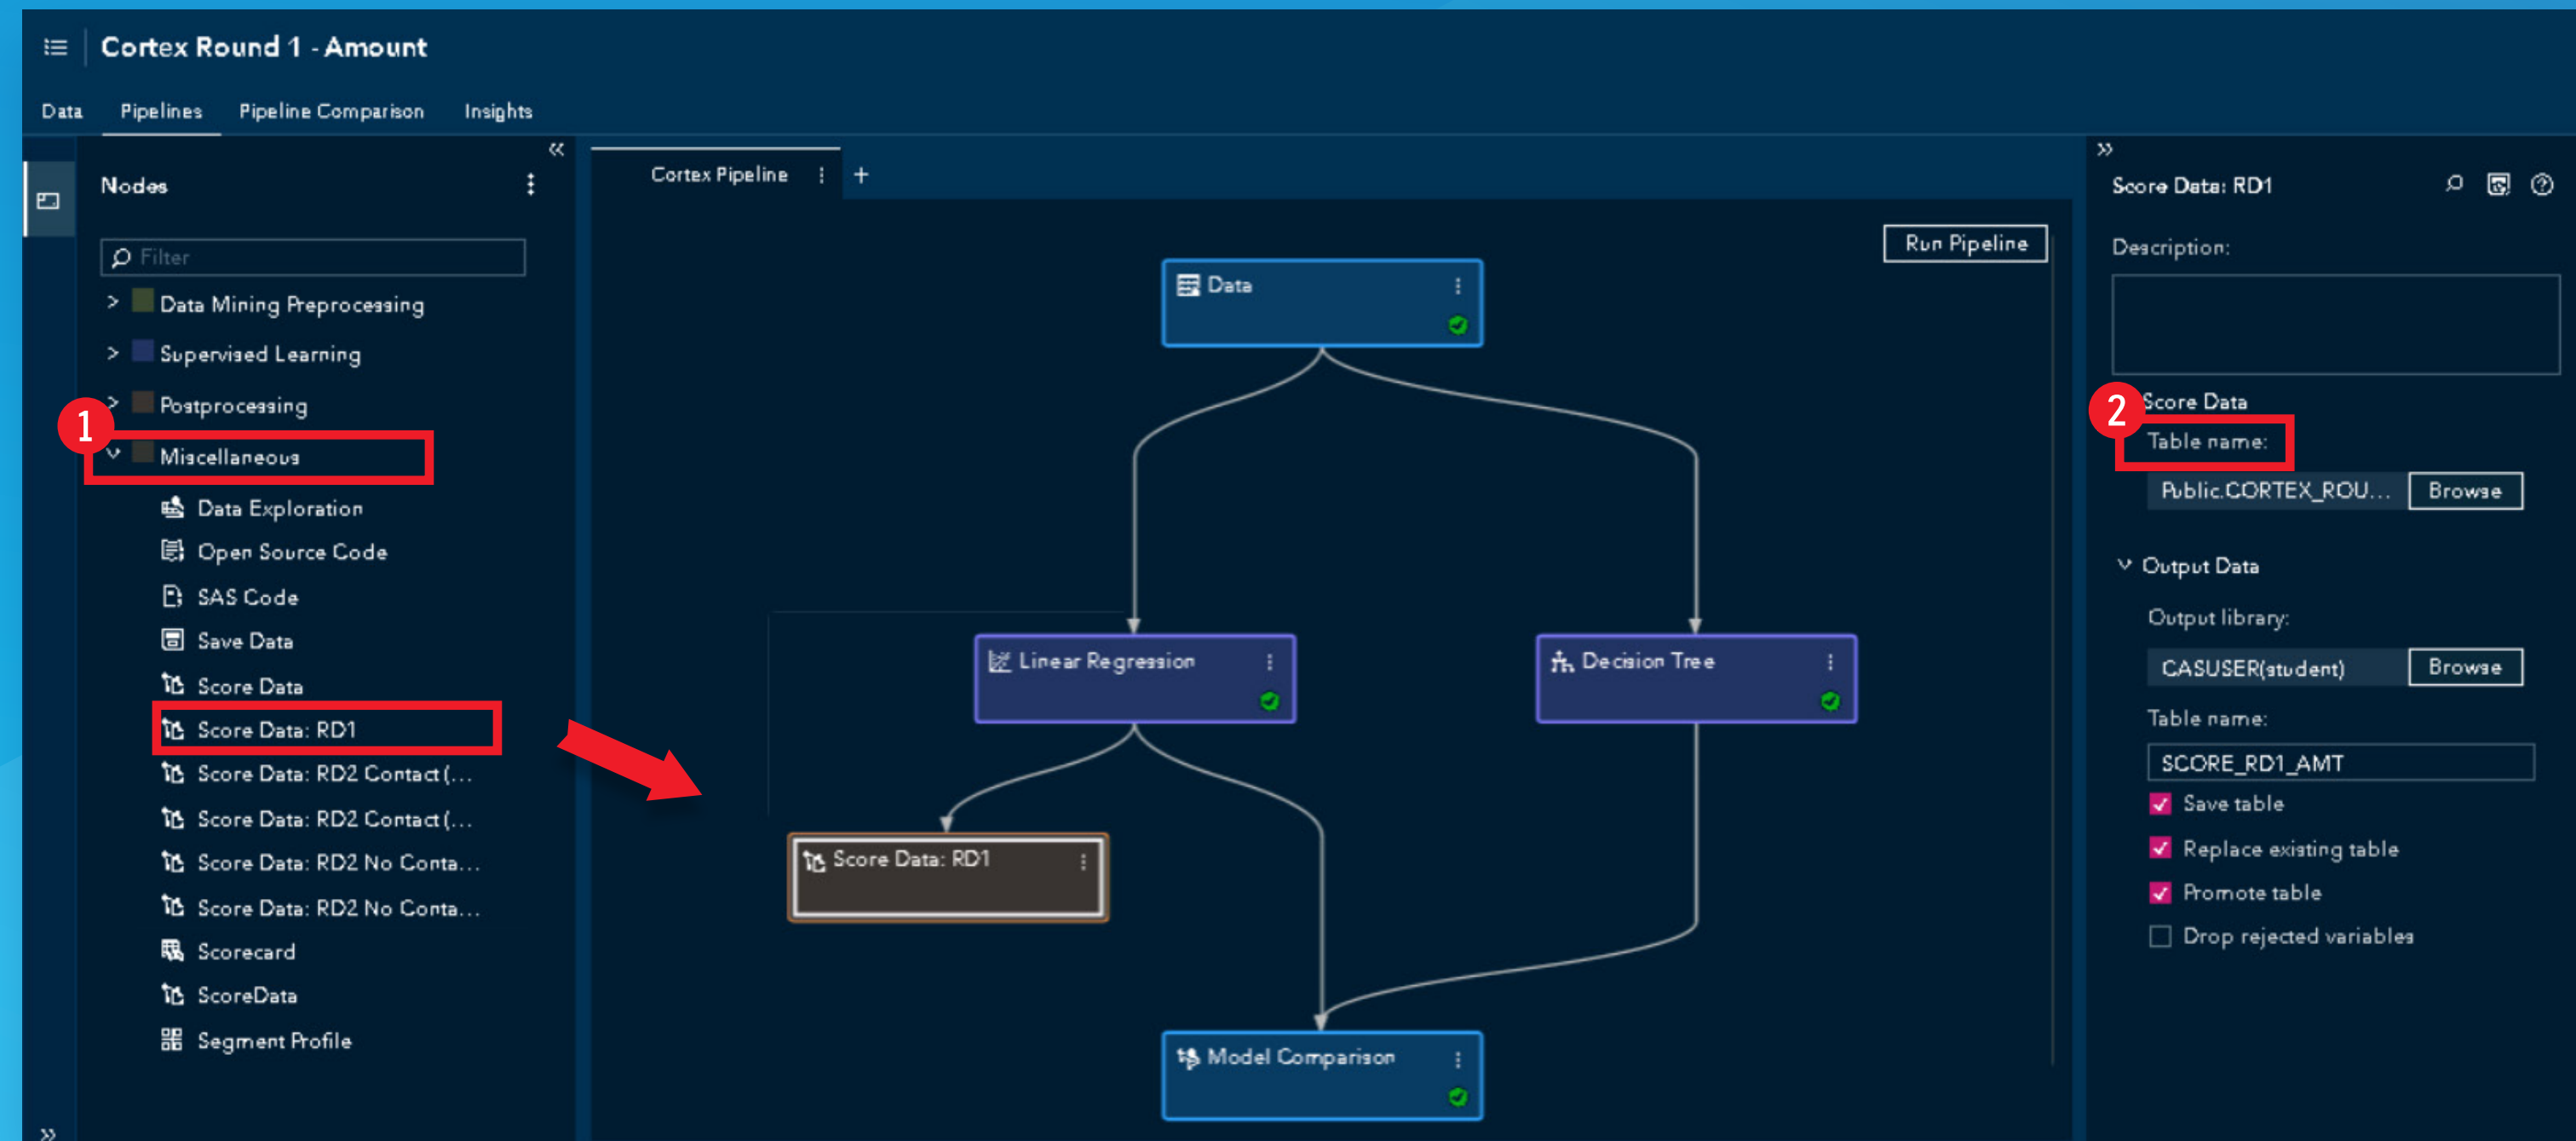 Cortex Round 1 - Amount
Data Pipelines Pipeline Comparison Insights
Nodes
Filter
Data Mining Preprocessing
Supervised Learning
Postprocessing
1
Miscellaneous
Data Exploration
Open Source Code
SAS Code
Save Data
Score Data
Score Data: RD1
Score Data: RD2 Contact (...
Score Data: RD2 Contact (...
Score Data: RD2 No Conta...
Score Data: RD2 No Conta...
Scorecard
ScoreData
Segment Profile
Cortex Pipeline
Run Pipeline
Data
Linear Regression
Decision Tree
Score Data: RD1
Model Comparison
Score Data: RD1
Description:
2
Score Data
Table name:
Public.CORTEX_ROU... Browse
Output Data
Output library:
CASUSER(student) Browse
Table name:
SCORE_RD1_AMT
Save table
Replace existing table
Promote table
Drop rejected variables